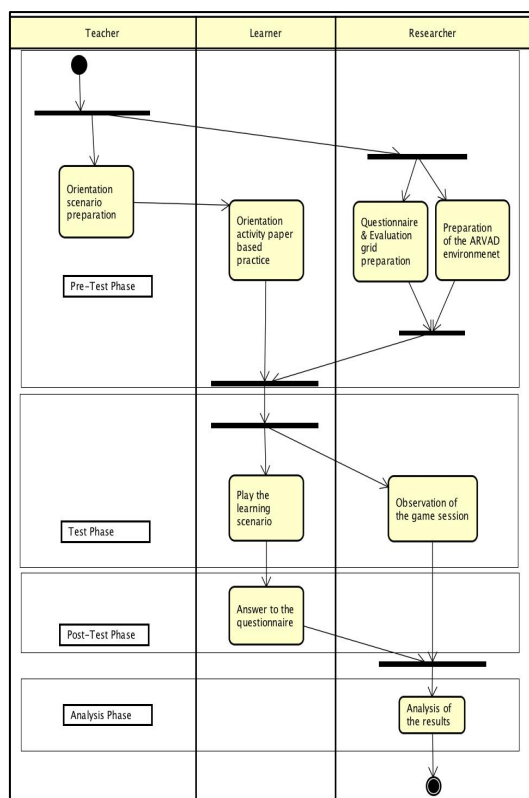 Teacher
Learner
Researcher
Orientation
scenario
preparation
Orientation
activity paper
based
practice
Questionnaire
& Evaluation
grid
preparation
Preparation
of the ARVAD
environmenet
Pre-Test Phase
Play the
learning
scenario
Observation of
the game session
Test Phase
Answer to the
questionnaire
Post-Test Phase
Analysis of
the results
Analysis Phase